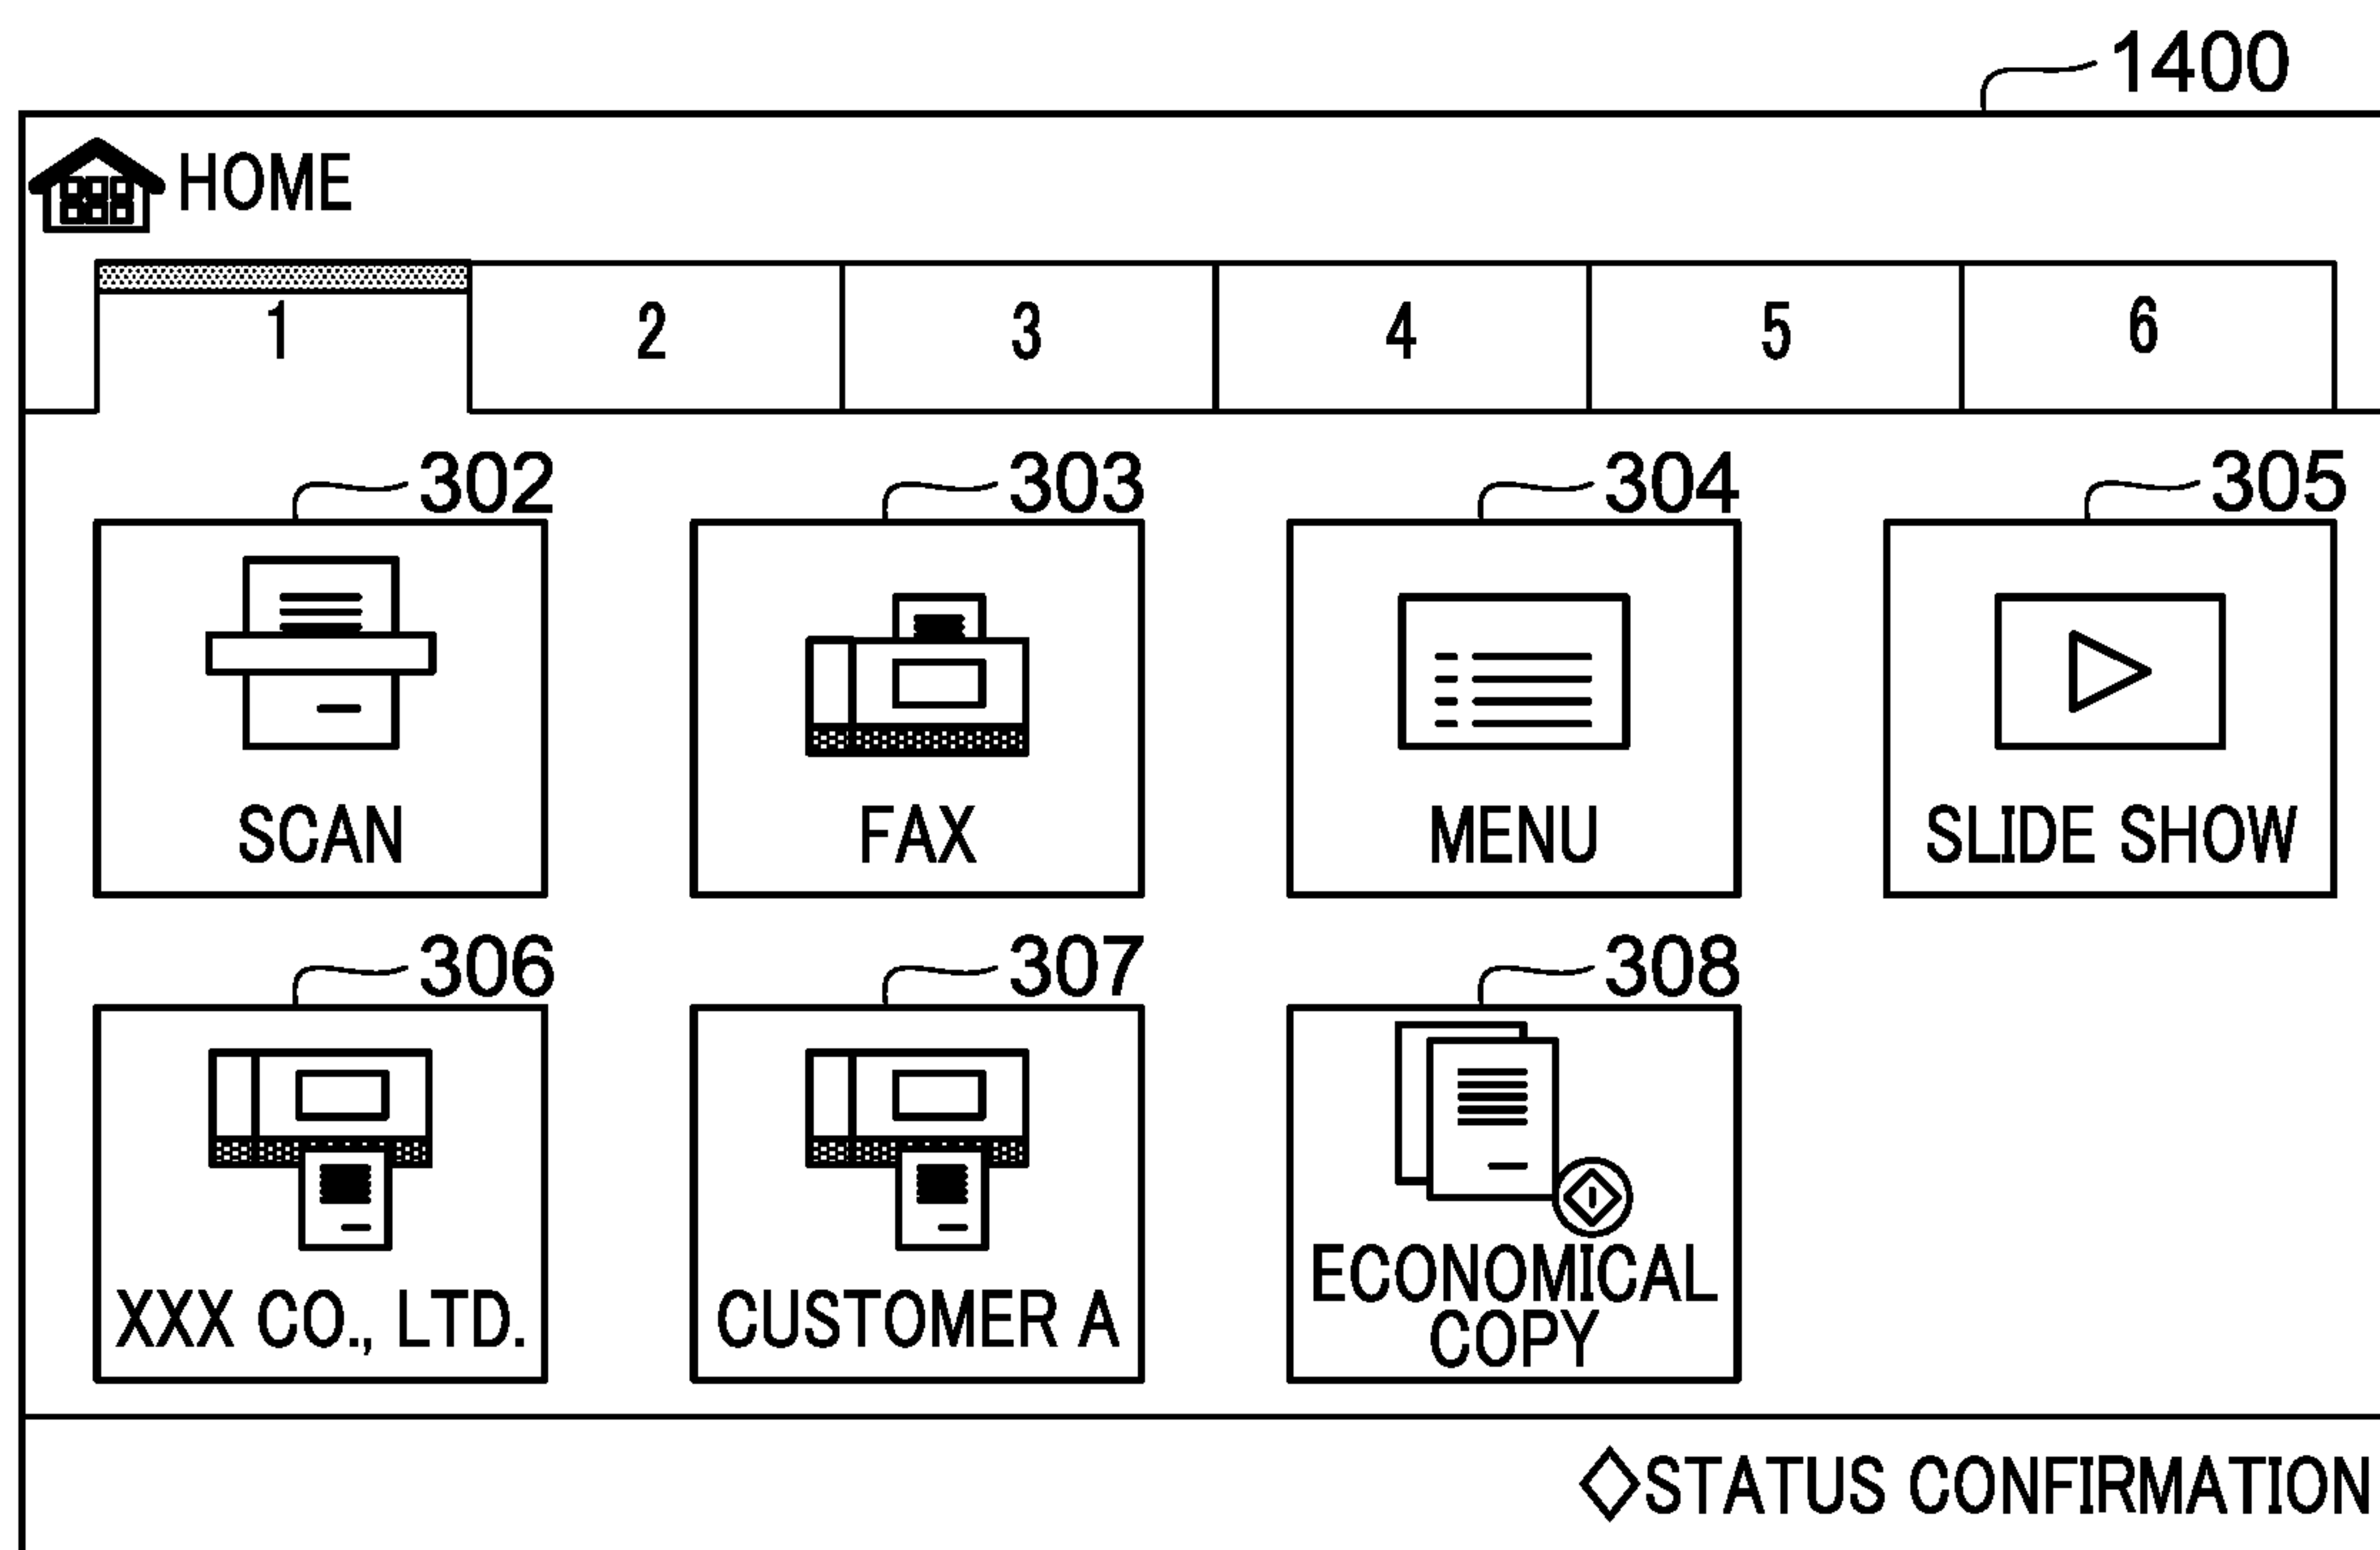 1400
HOME
1 2 3 4 5 6
302 303 304 305
SCAN FAX MENU SLIDE SHOW
306 307 308
XXX CO., LTD. CUSTOMER A ECONOMICAL
COPY
◇STATUS CONFIRMATION